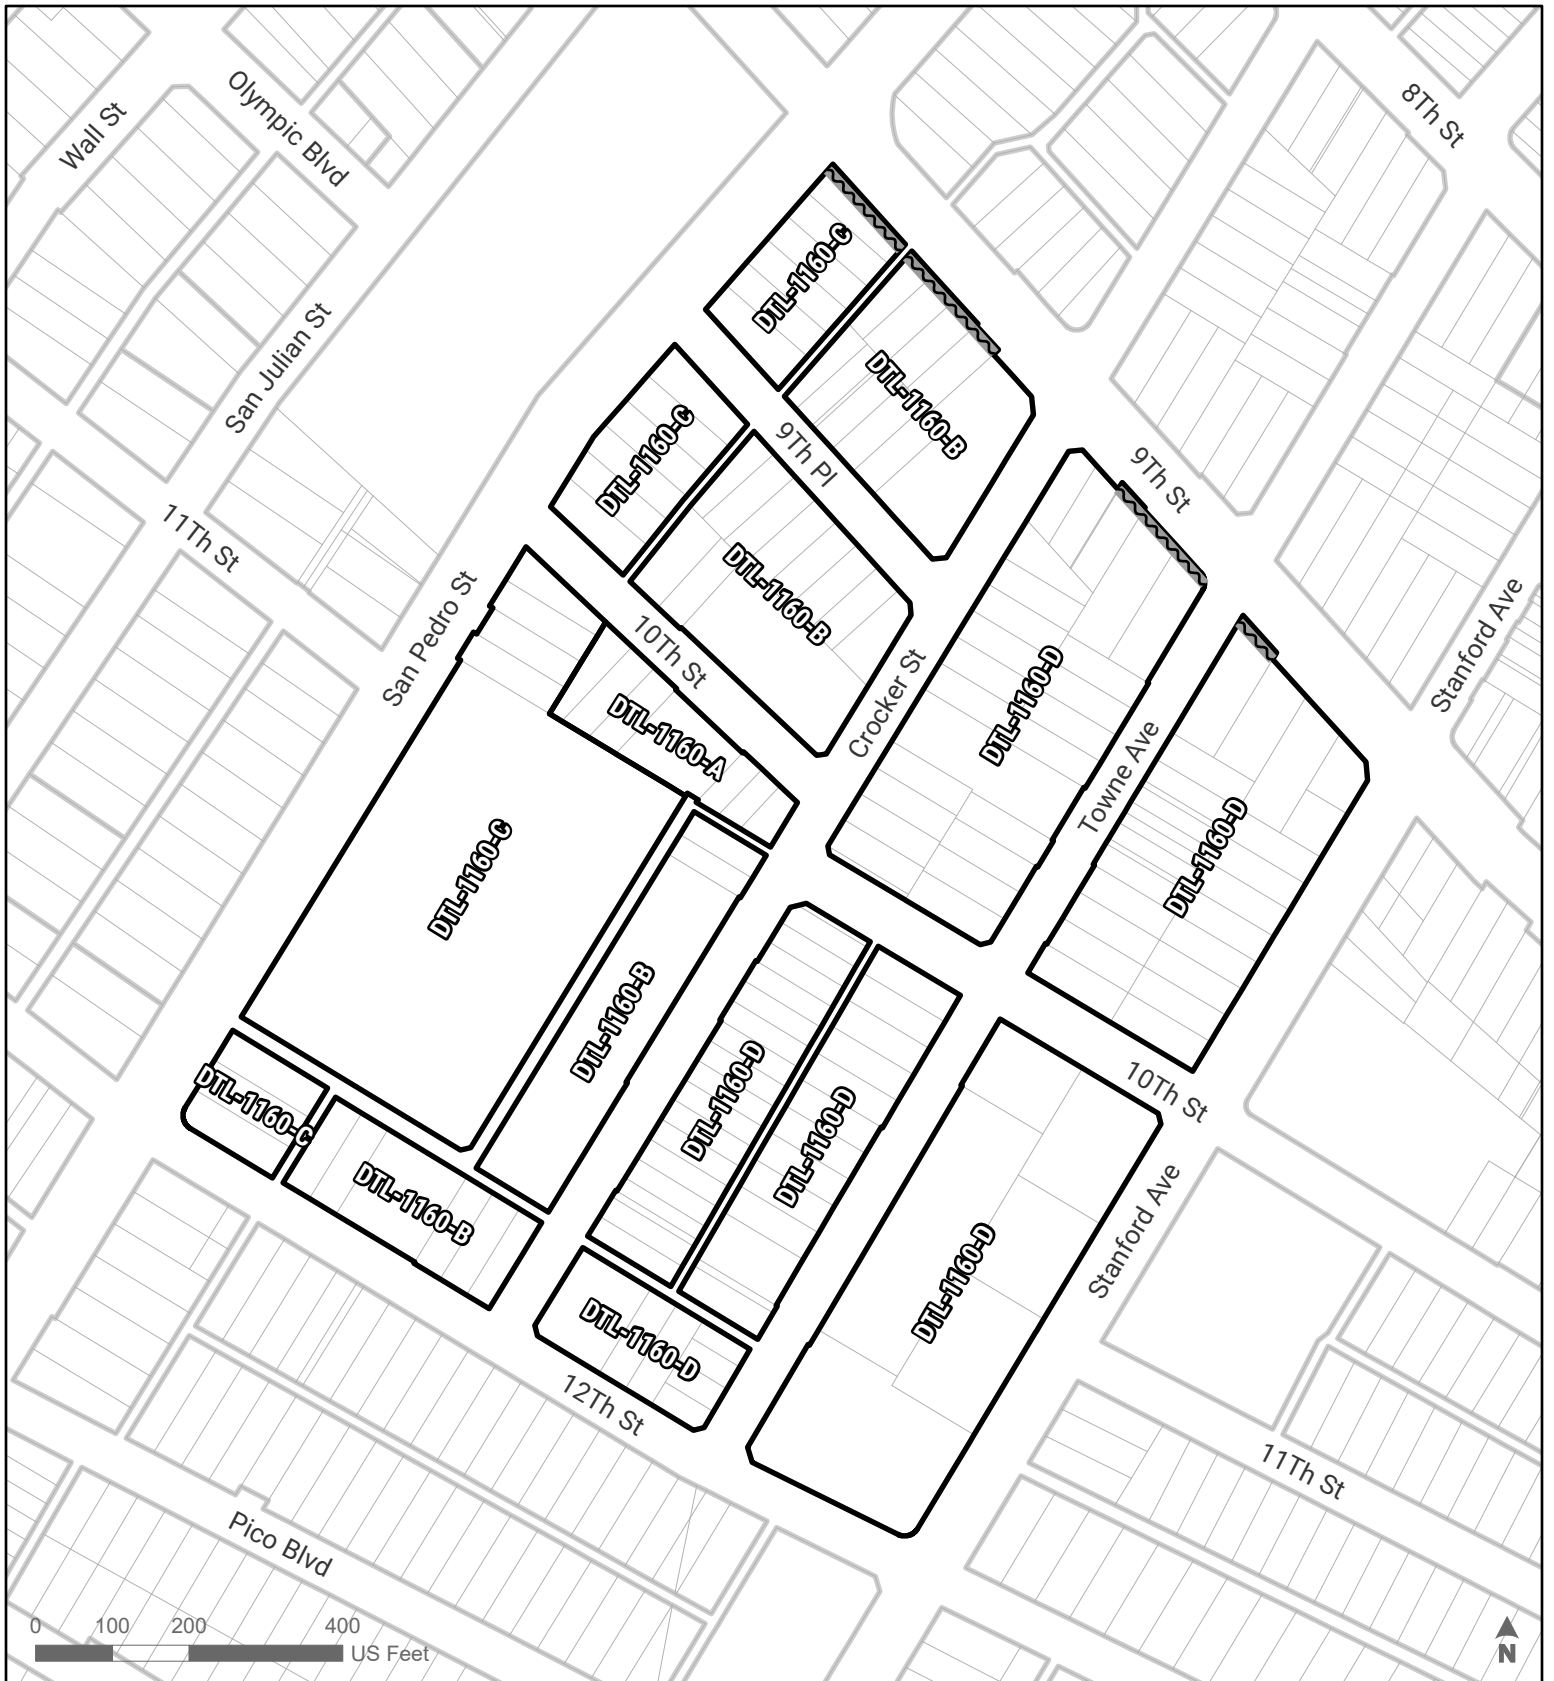 8Th St
Olympic Blvd
Wall St
DTL-1160-C
San Julian St
DTL-1160-B
DTL-1160-C
9Th Pl
9Th St
11Th St
DTL-1160-B
San Pedro St
10Th St
Stanford Ave
Crocker St
DTL-1160-D
DTL-1160-A
Towne Ave
DTL-1160-D
DTL-1160-C
DTL-1160-B
DTL-1160-D
10Th St
DTL-1160-C
DTL-1160-D
DTL-1160-B
Stanford Ave
DTL-1160-D
DTL-1160-D
12Th St
11Th St
Pico Blvd
0 100 200 400
US Feet
N